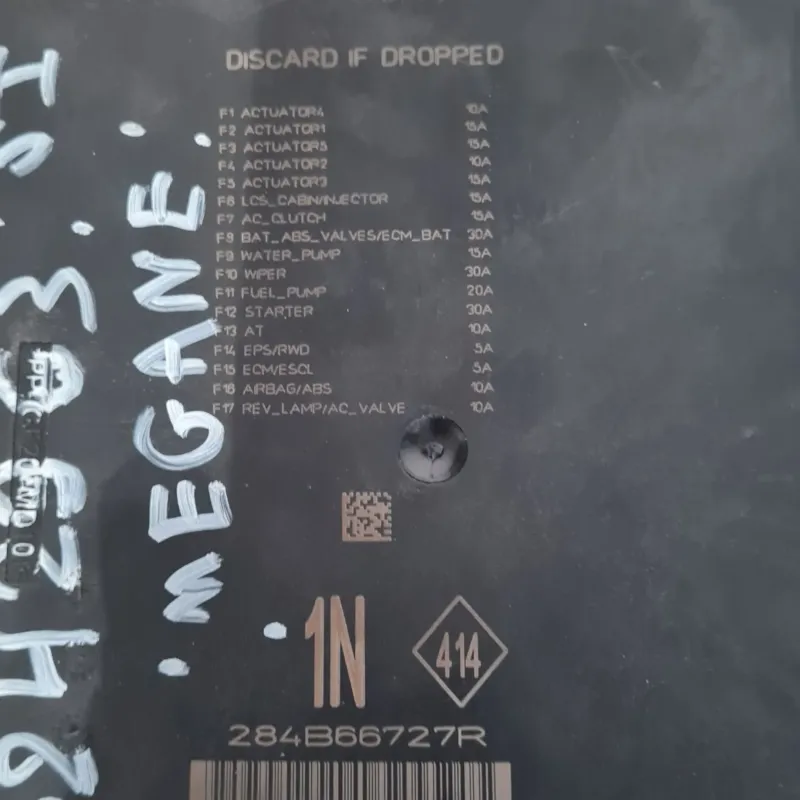 DISCARD IF DROPPED
F1 ACTUATOR4 10A
F2 ACTUATOR1 15A
F3 ACTUATOR5 15A
F4 ACTUATOR2 10A
F5 ACTUATOR3 15A
F6 LCS_CABIN/INJECTOR 15A
F7 AC_CLUTCH 15A
F8 BAT_ABS_VALVES/ECM_BAT 30A
F9 WATER_PUMP 15A
F10 WIPER 30A
F11 FUEL_PUMP 20A
F12 STARTER 30A
F13 AT 10A
F14 EPS/RWD 5A
F15 ECM/ESCL 5A
F16 AIRBAG/ABS 10A
F17 REV_LAMP/AC_VALVE 10A
MEGANE
1N
414
284B66727R